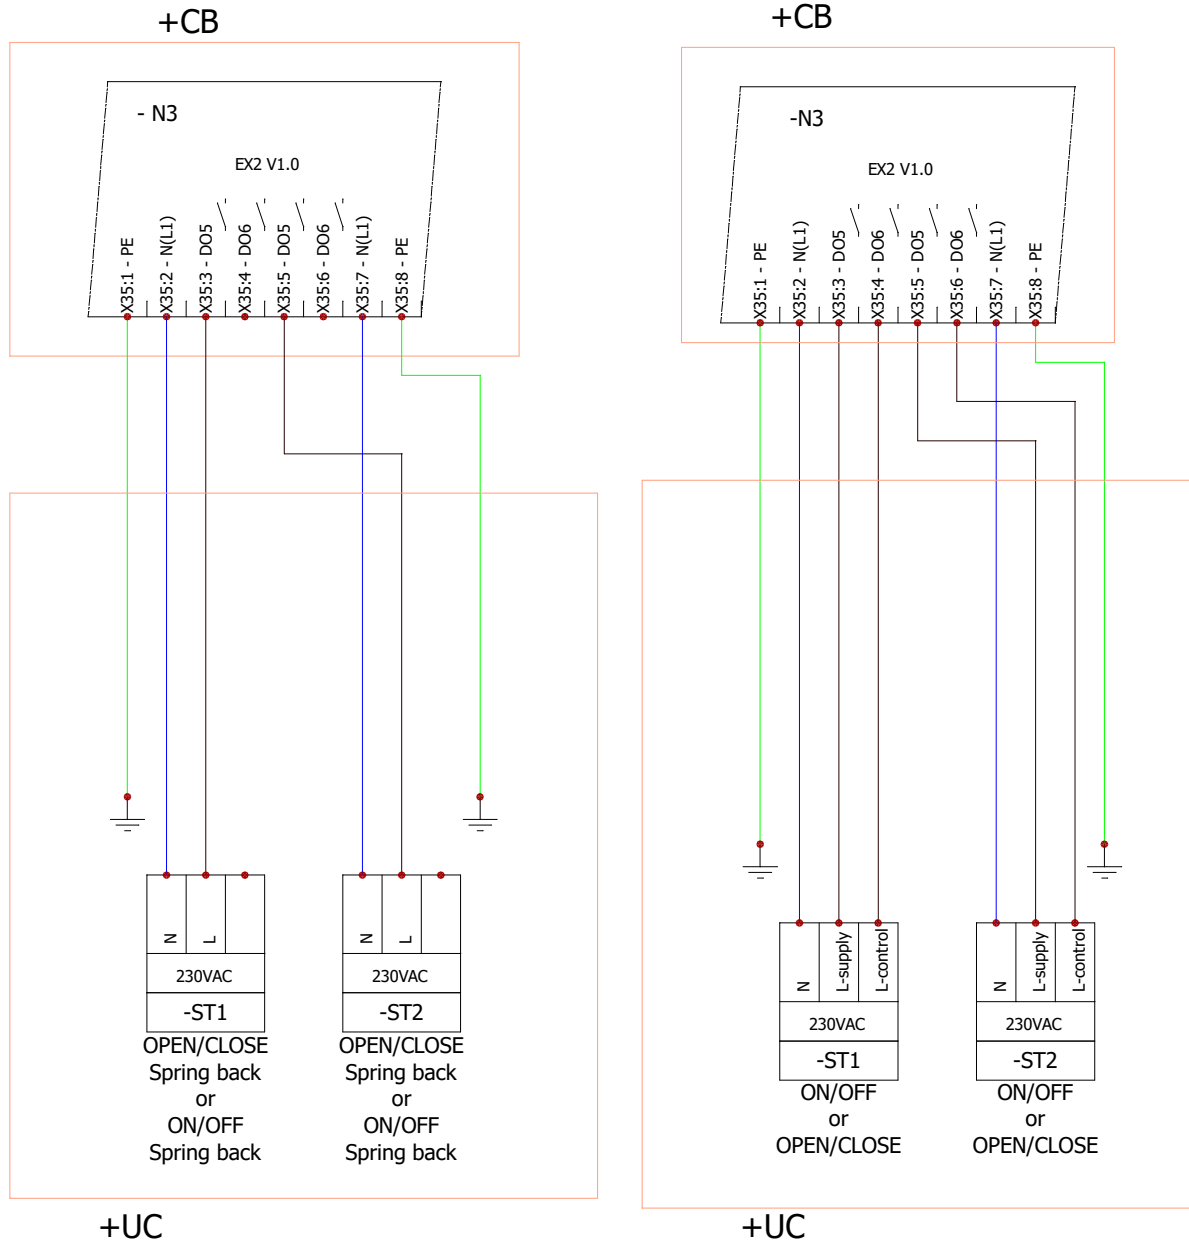 +CB
- N3
EX2 V1.0
X35:1 - PE
X35:2 - N(L1)
X35:3 - DO5
X35:4 - DO6
X35:5 - DO5
X35:6 - DO6
X35:7 - N(L1)
X35:8 - PE
N
L
230VAC
-ST1
OPEN/CLOSE
Spring back
or
ON/OFF
Spring back
N
L
230VAC
-ST2
OPEN/CLOSE
Spring back
or
ON/OFF
Spring back
+UC
+CB
-N3
EX2 V1.0
X35:1 - PE
X35:2 - N(L1)
X35:3 - DO5
X35:4 - DO6
X35:5 - DO5
X35:6 - DO6
X35:7 - N(L1)
X35:8 - PE
N
L-supply
L-control
230VAC
-ST1
ON/OFF
or
OPEN/CLOSE
N
L-supply
L-control
230VAC
-ST2
ON/OFF
or
OPEN/CLOSE
+UC